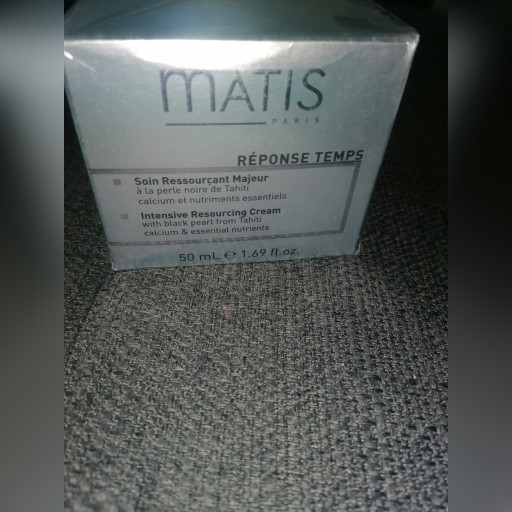 MATIS
PARIS
RÉPONSE TEMPS
Soin Ressourçant Majeur
à la perle noire de Tahiti
calcium et nutriments essentiels
Intensive Resourcing Cream
with black pearl from Tahiti
calcium & essential nutrients
50 mL ℮ 1.69 fl.oz.